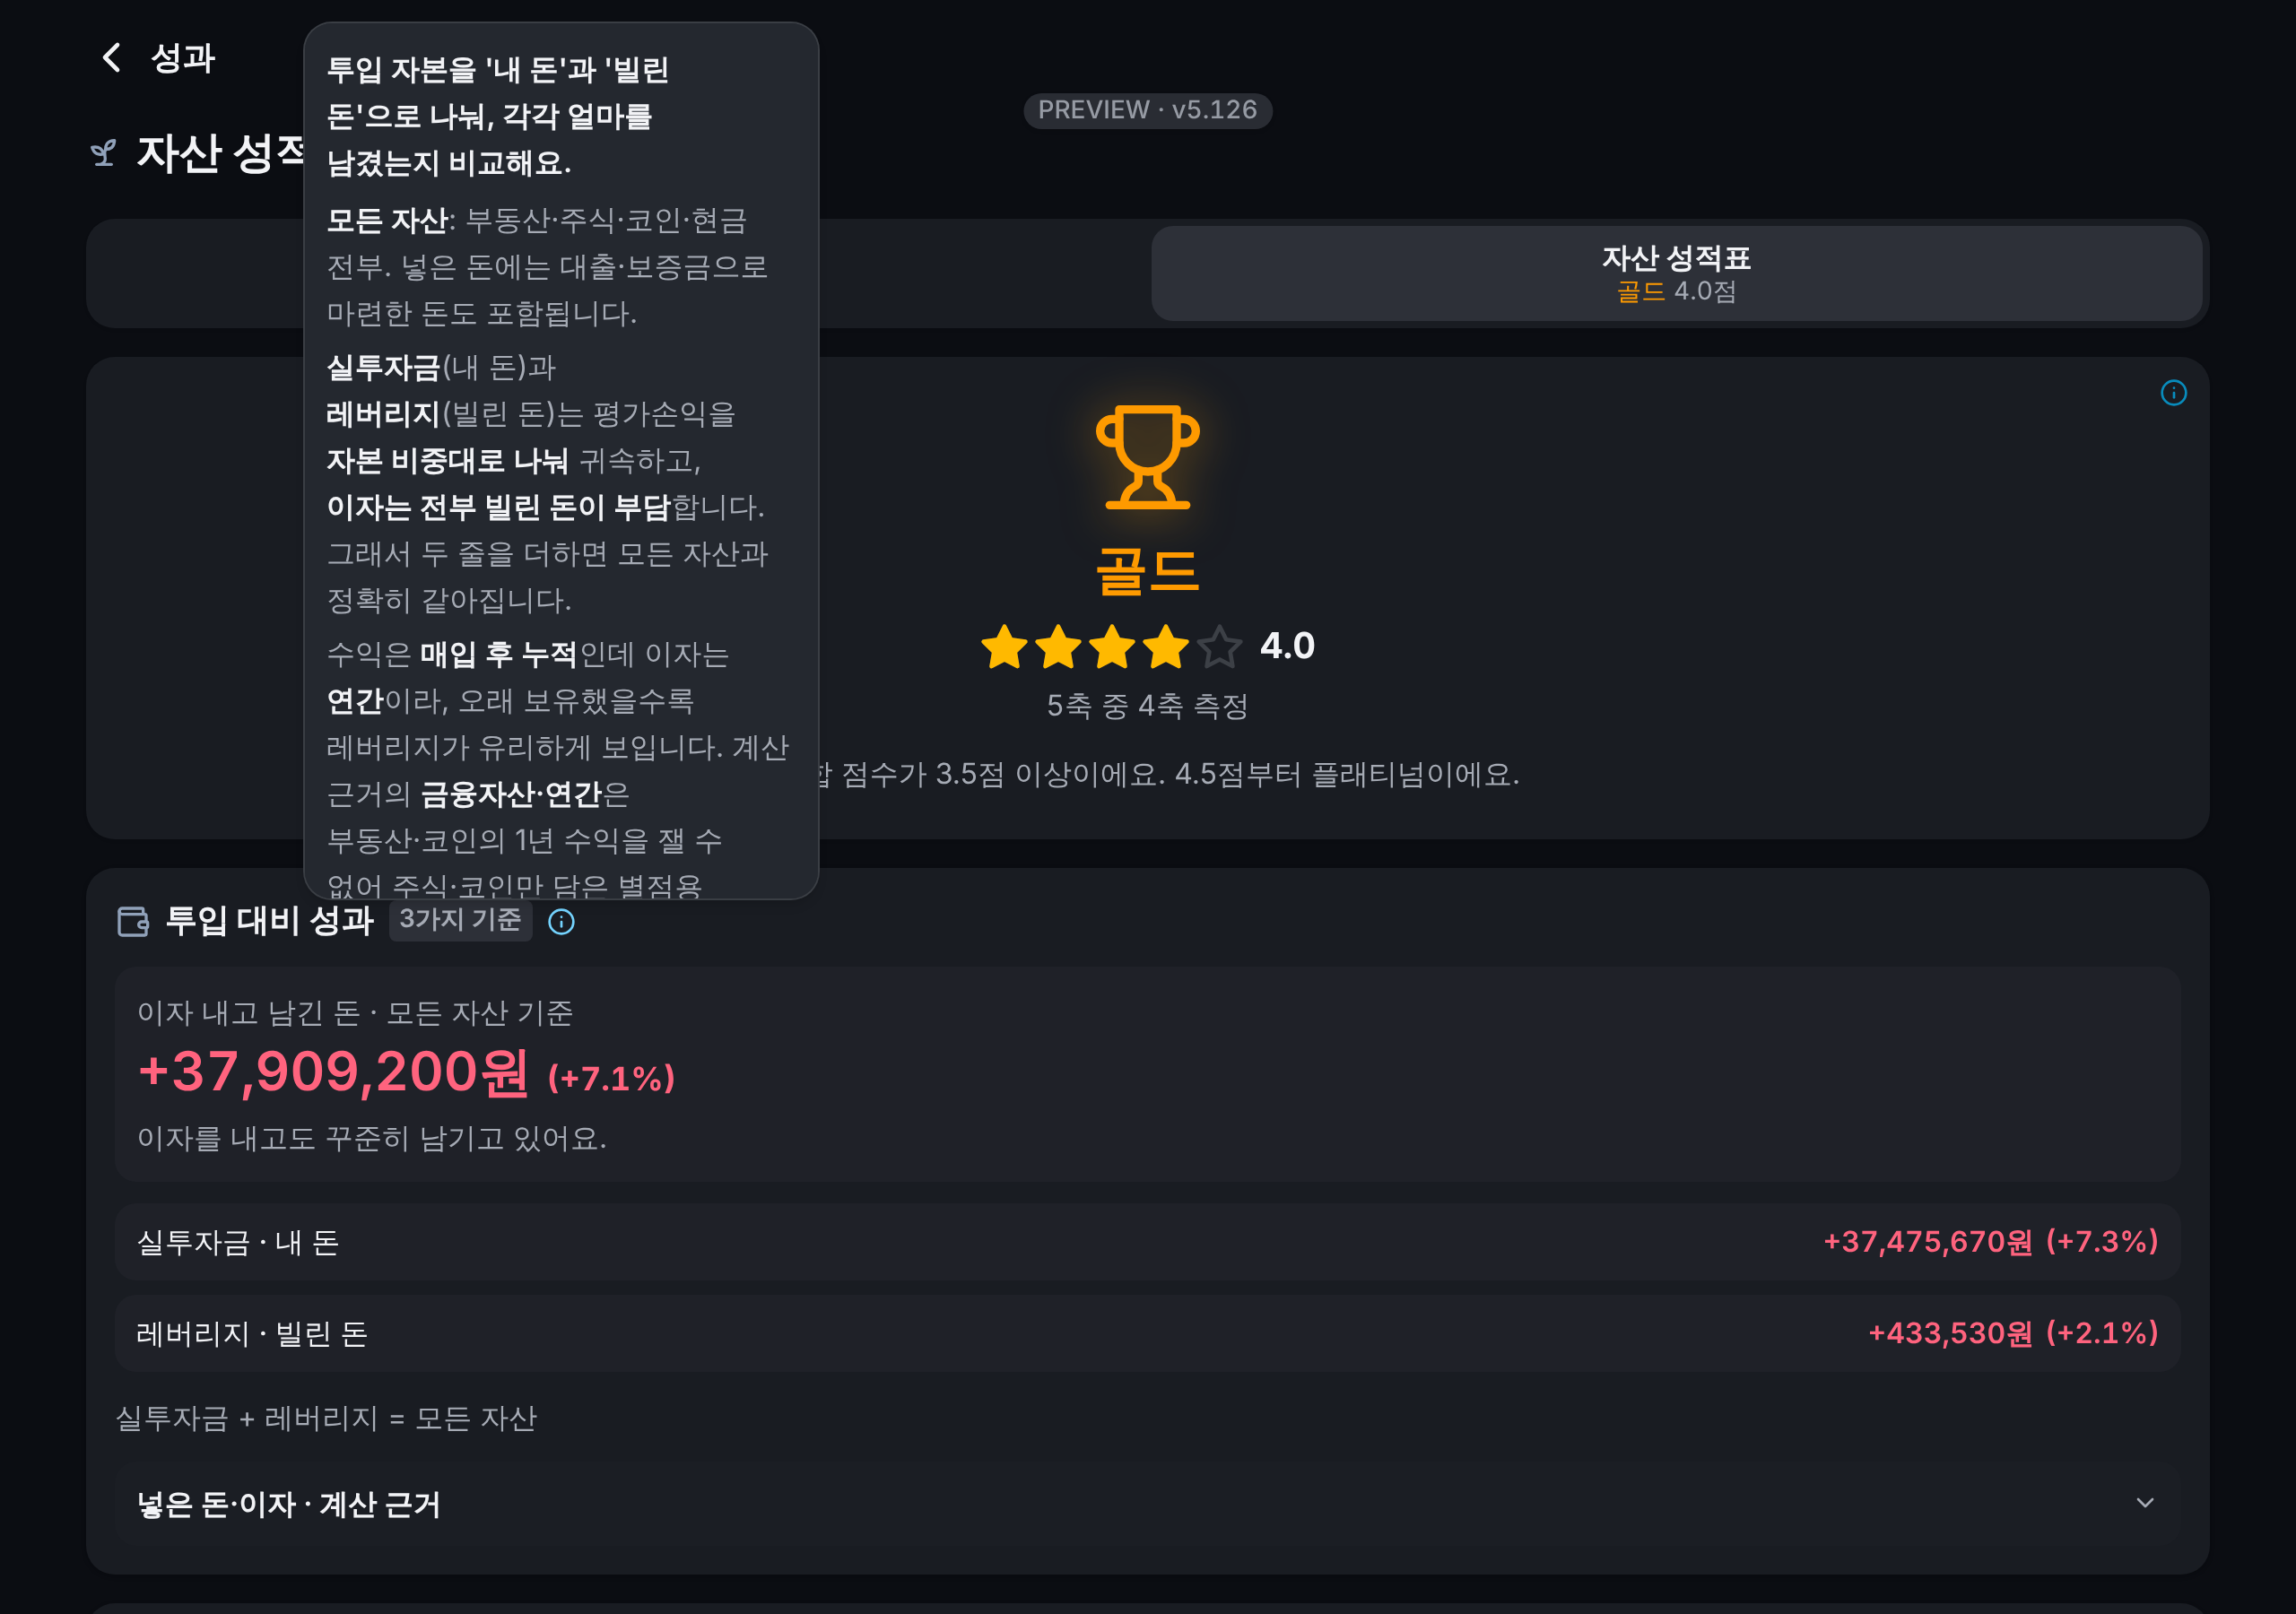 성과
PREVIEW · v5.126
자산 성적
투입 자본을 '내 돈'과 '빌린
돈'으로 나눠, 각각 얼마를
남겼는지 비교해요.
모든 자산: 부동산·주식·코인·현금
전부. 넣은 돈에는 대출·보증금으로
마련한 돈도 포함됩니다.
실투자금(내 돈)과
레버리지(빌린 돈)는 평가손익을
자본 비중대로 나눠 귀속하고,
이자는 전부 빌린 돈이 부담합니다.
그래서 두 줄을 더하면 모든 자산과
정확히 같아집니다.
수익은 매입 후 누적인데 이자는
연간이라, 오래 보유했을수록
레버리지가 유리하게 보입니다. 계산
근거의 금융자산·연간은
부동산·코인의 1년 수익을 잴 수
없어 주식·코인만 담은 별점용
자산 성적표
골드 4.0점
골드
4.0
5축 중 4축 측정
점수가 3.5점 이상이에요. 4.5점부터 플래티넘이에요.
투입 대비 성과 3가지 기준
이자 내고 남긴 돈 · 모든 자산 기준
+37,909,200원 (+7.1%)
이자를 내고도 꾸준히 남기고 있어요.
실투자금 · 내 돈 +37,475,670원 (+7.3%)
레버리지 · 빌린 돈 +433,530원 (+2.1%)
실투자금 + 레버리지 = 모든 자산
넣은 돈·이자 · 계산 근거